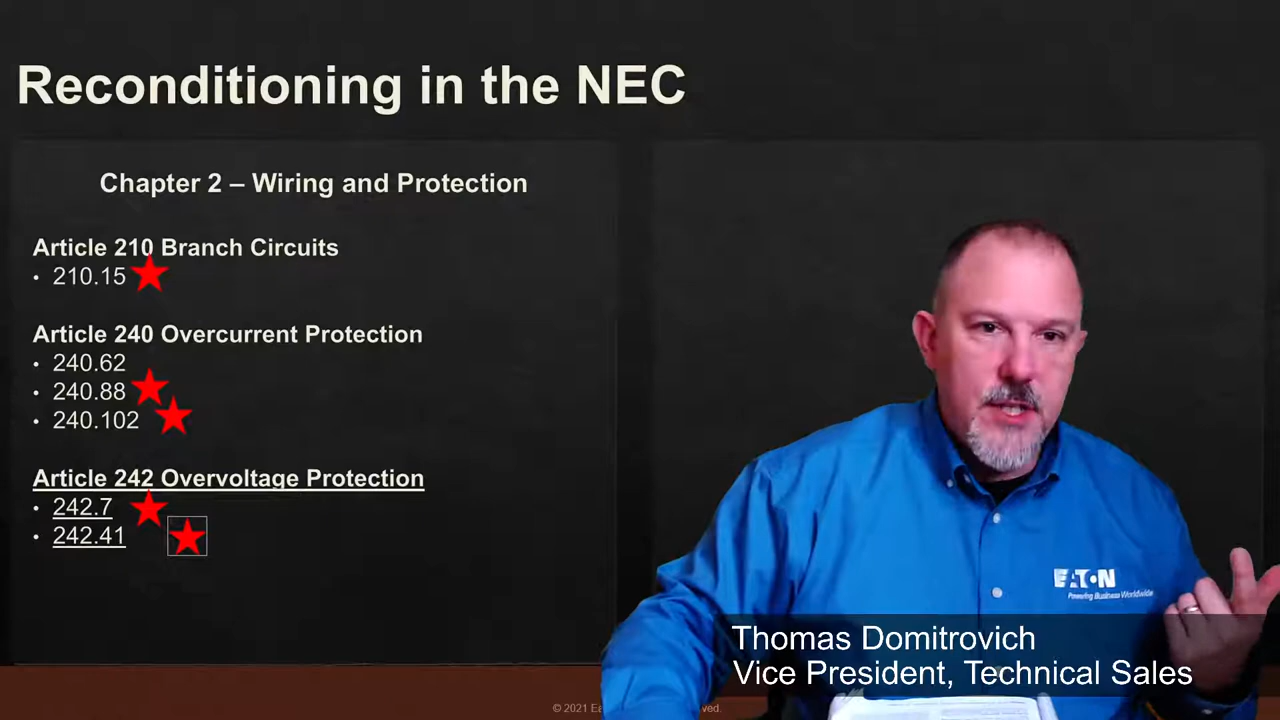 Reconditioning in the NEC
Chapter 2 – Wiring and Protection
Article 210 Branch Circuits
• 210.15
Article 240 Overcurrent Protection
• 240.62
• 240.88
• 240.102
Article 242 Overvoltage Protection
• 242.7
• 242.41
EATON
Powering Business Worldwide
Thomas Domitrovich
Vice President, Technical Sales
© 2021